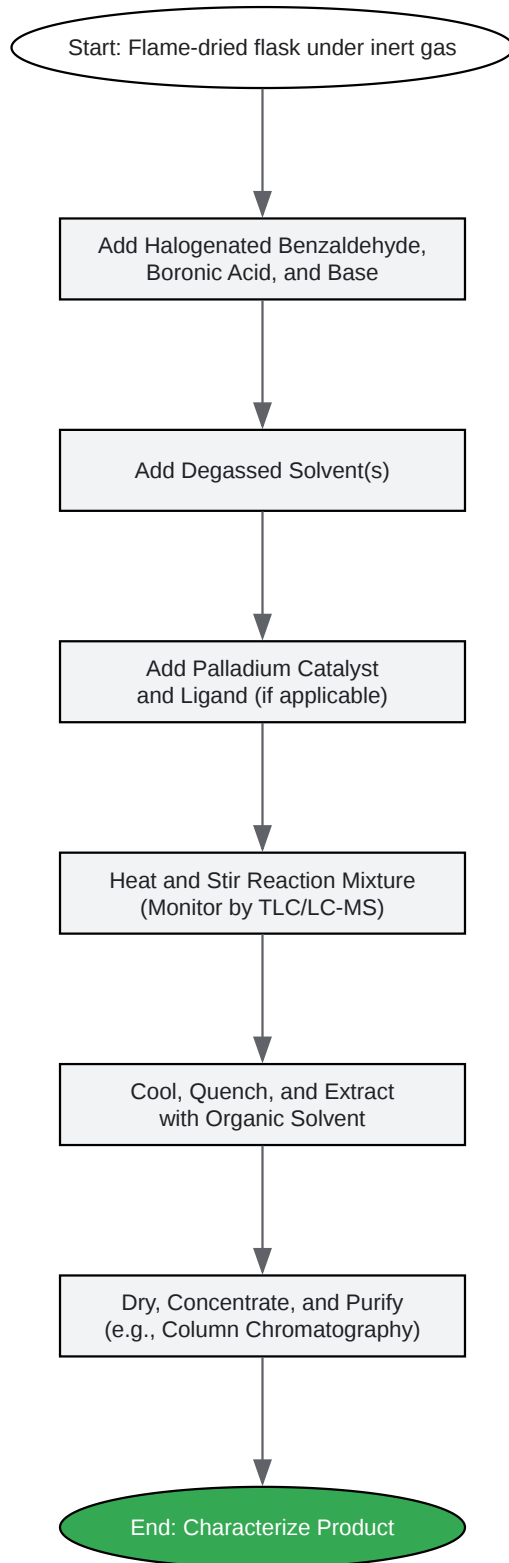 Start: Flame-dried flask under inert gas
Add Halogenated Benzaldehyde,
Boronic Acid, and Base
Add Degassed Solvent(s)
Add Palladium Catalyst
and Ligand (if applicable)
Heat and Stir Reaction Mixture
(Monitor by TLC/LC-MS)
Cool, Quench, and Extract
with Organic Solvent
Dry, Concentrate, and Purify
(e.g., Column Chromatography)
End: Characterize Product